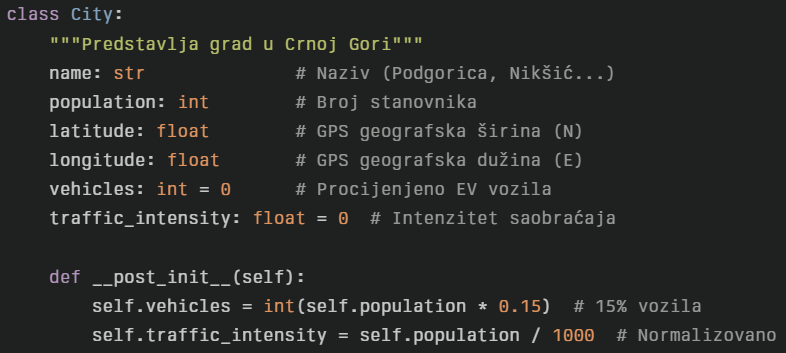 class City:
    """Predstavlja grad u Crnoj Gori"""
    name: str              # Naziv (Podgorica, Nikšić...)
    population: int        # Broj stanovnika
    latitude: float        # GPS geografska širina (N)
    longitude: float       # GPS geografska dužina (E)
    vehicles: int = 0      # Procijenjeno EV vozila
    traffic_intensity: float = 0  # Intenzitet saobraćaja

    def __post_init__(self):
        self.vehicles = int(self.population * 0.15)  # 15% vozila
        self.traffic_intensity = self.population / 1000  # Normalizovano